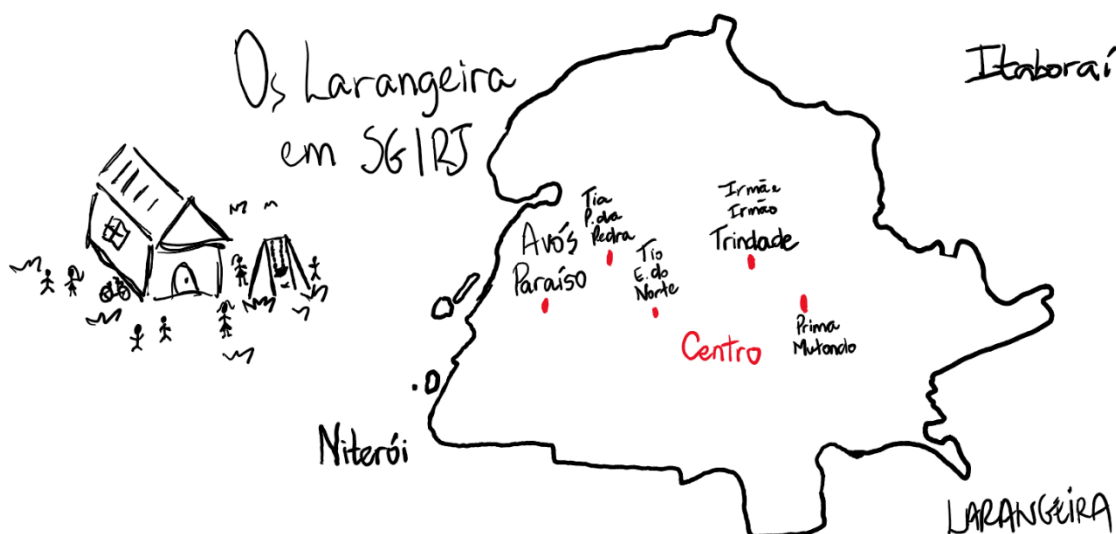 Os Larangeira
em SG/RJ
Itaboraí
Tia
P. da
Pedra
Irmã e
Irmão
Trindade
Avós
Paraíso
Tio
E. do
Norte
Prima
Mutondo
Centro
Niterói
LARANGEIRA